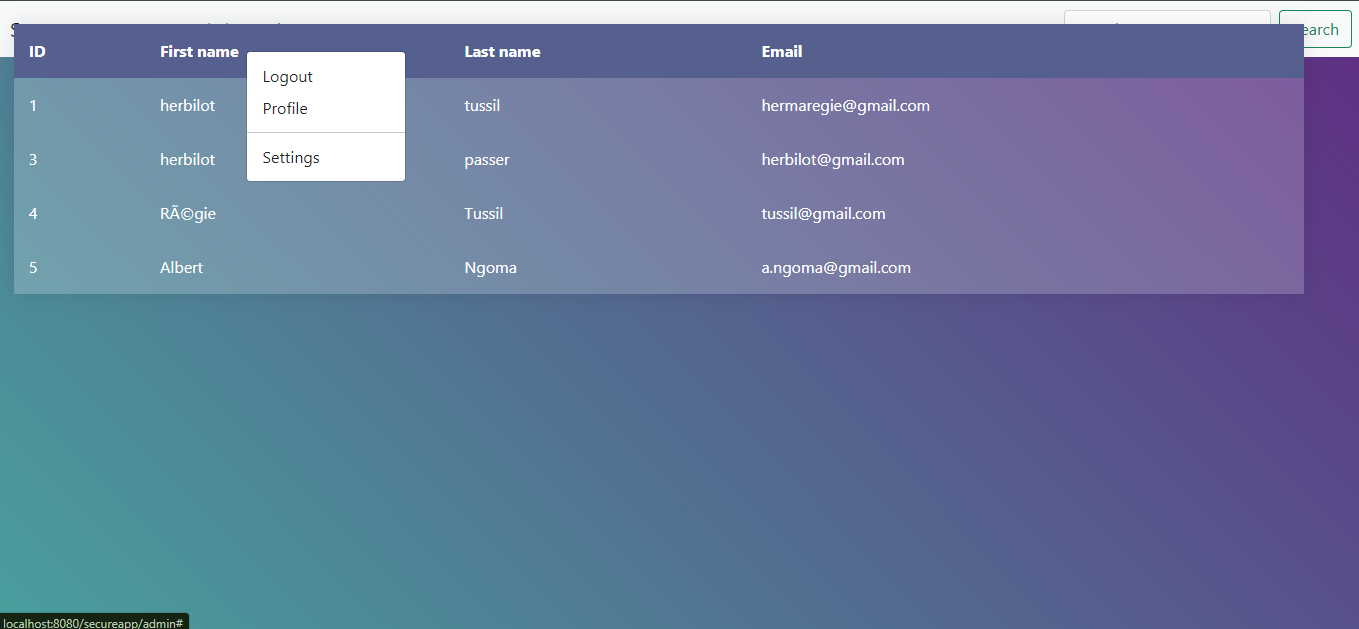 ID First name Last name Email
Logout
Profile
Settings
1 herbilot tussil hermaregie@gmail.com
3 herbilot passer herbilot@gmail.com
4 RÃ©gie Tussil tussil@gmail.com
5 Albert Ngoma a.ngoma@gmail.com
localhost:8080/secureapp/admin#